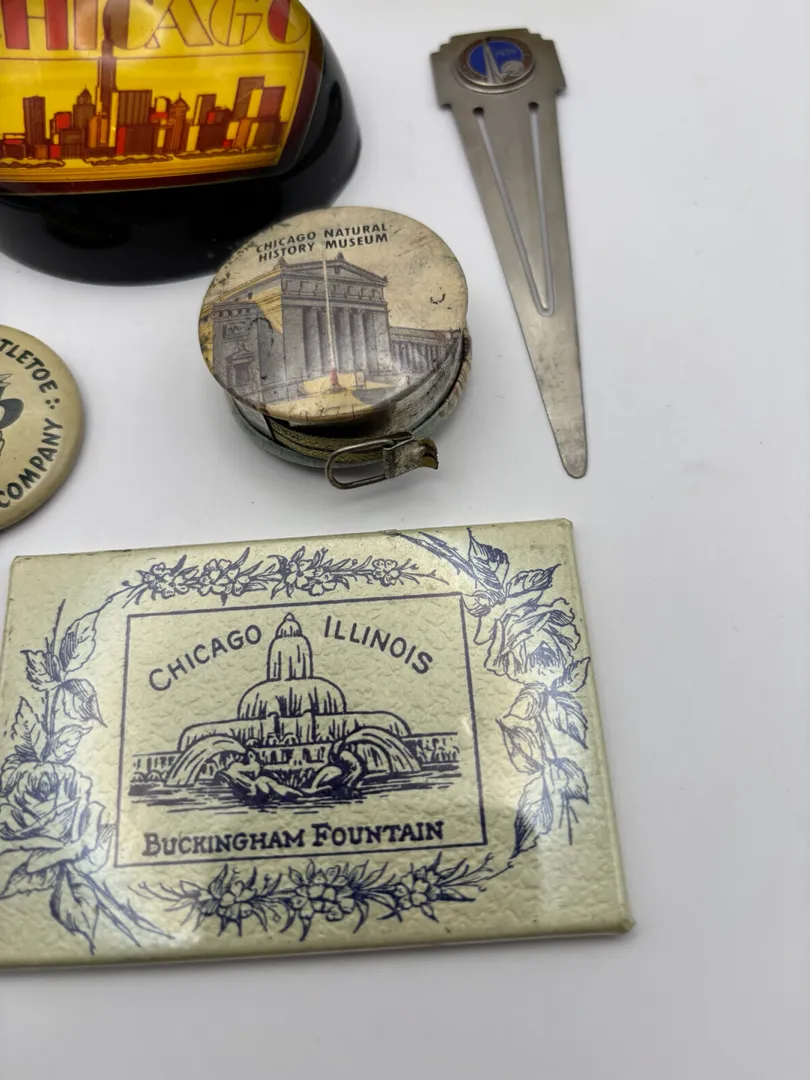 CHICAGO
CHICAGO NATURAL
HISTORY MUSEUM
TLETOE :
COMPANY
CHICAGO ILLINOIS
BUCKINGHAM FOUNTAIN